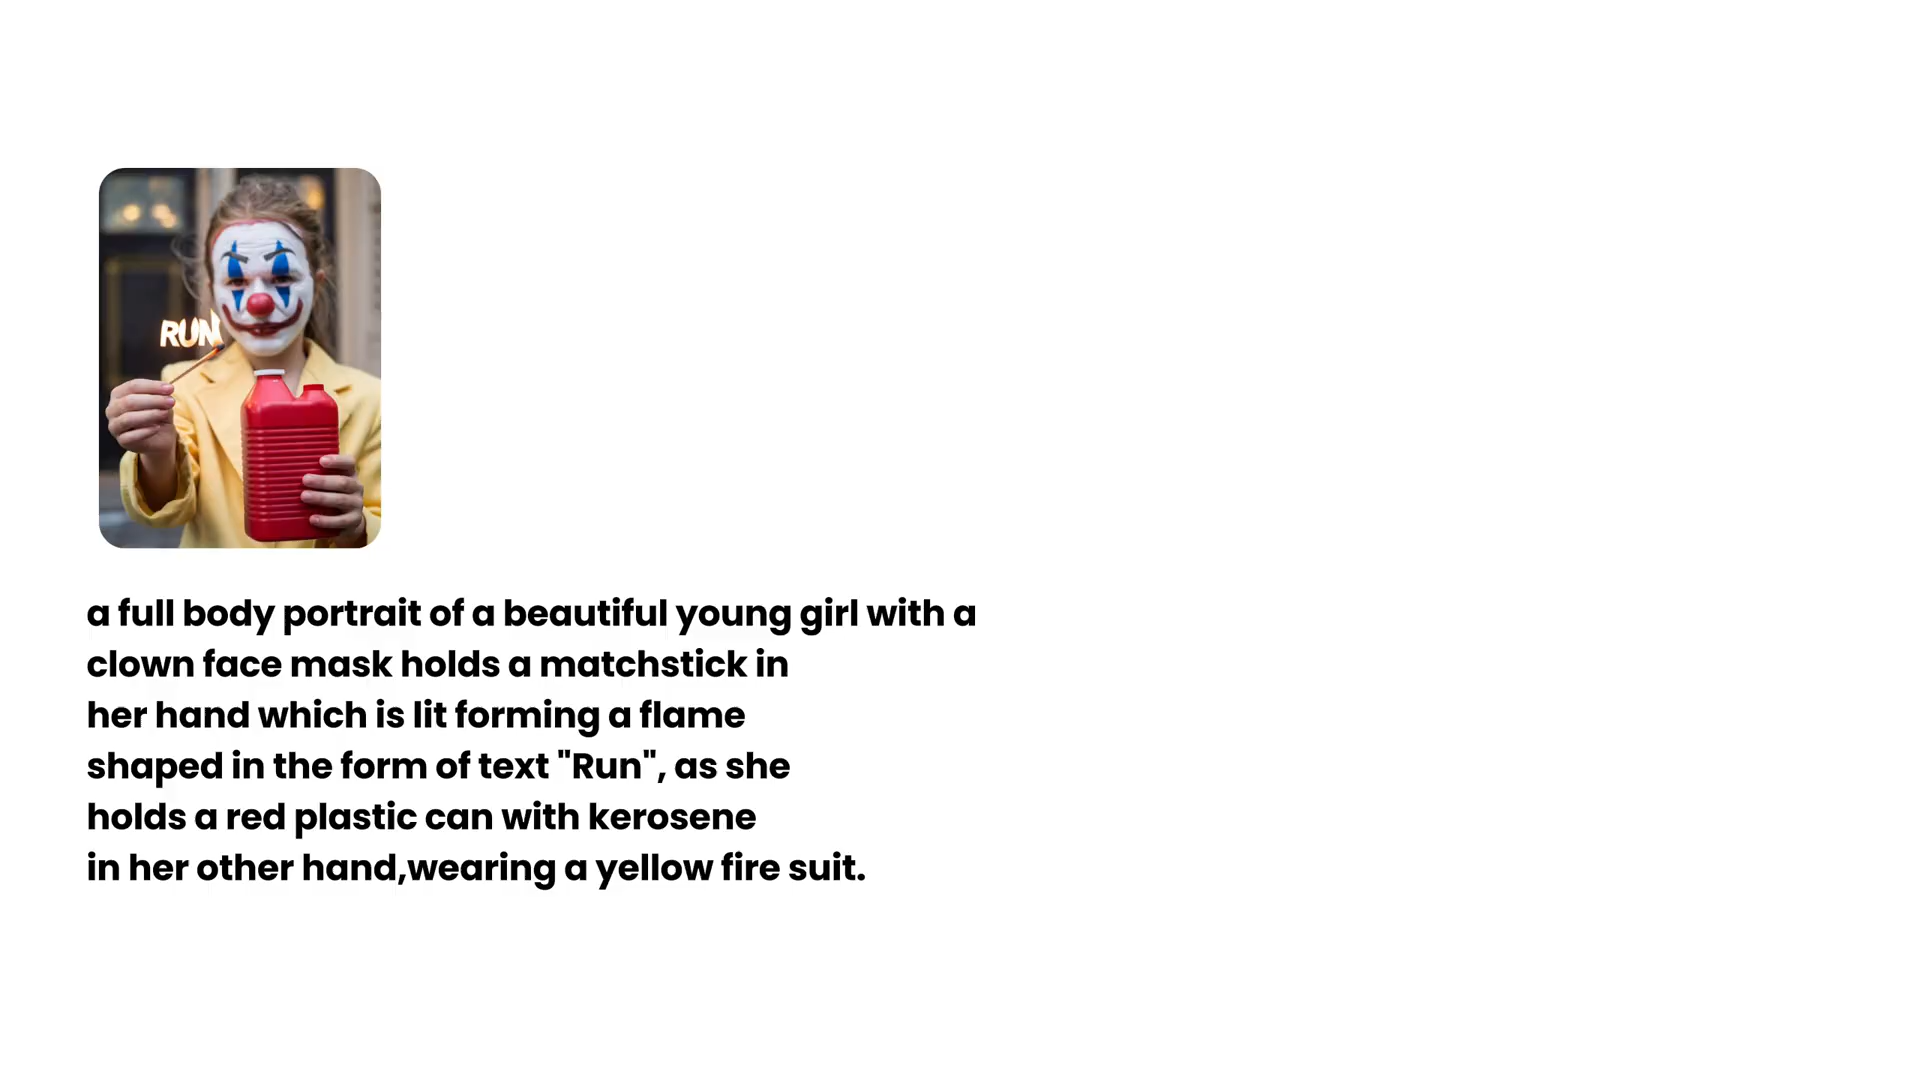 RUN
a full body portrait of a beautiful young girl with a
clown face mask holds a matchstick in
her hand which is lit forming a flame
shaped in the form of text "Run", as she
holds a red plastic can with kerosene
in her other hand,wearing a yellow fire suit.